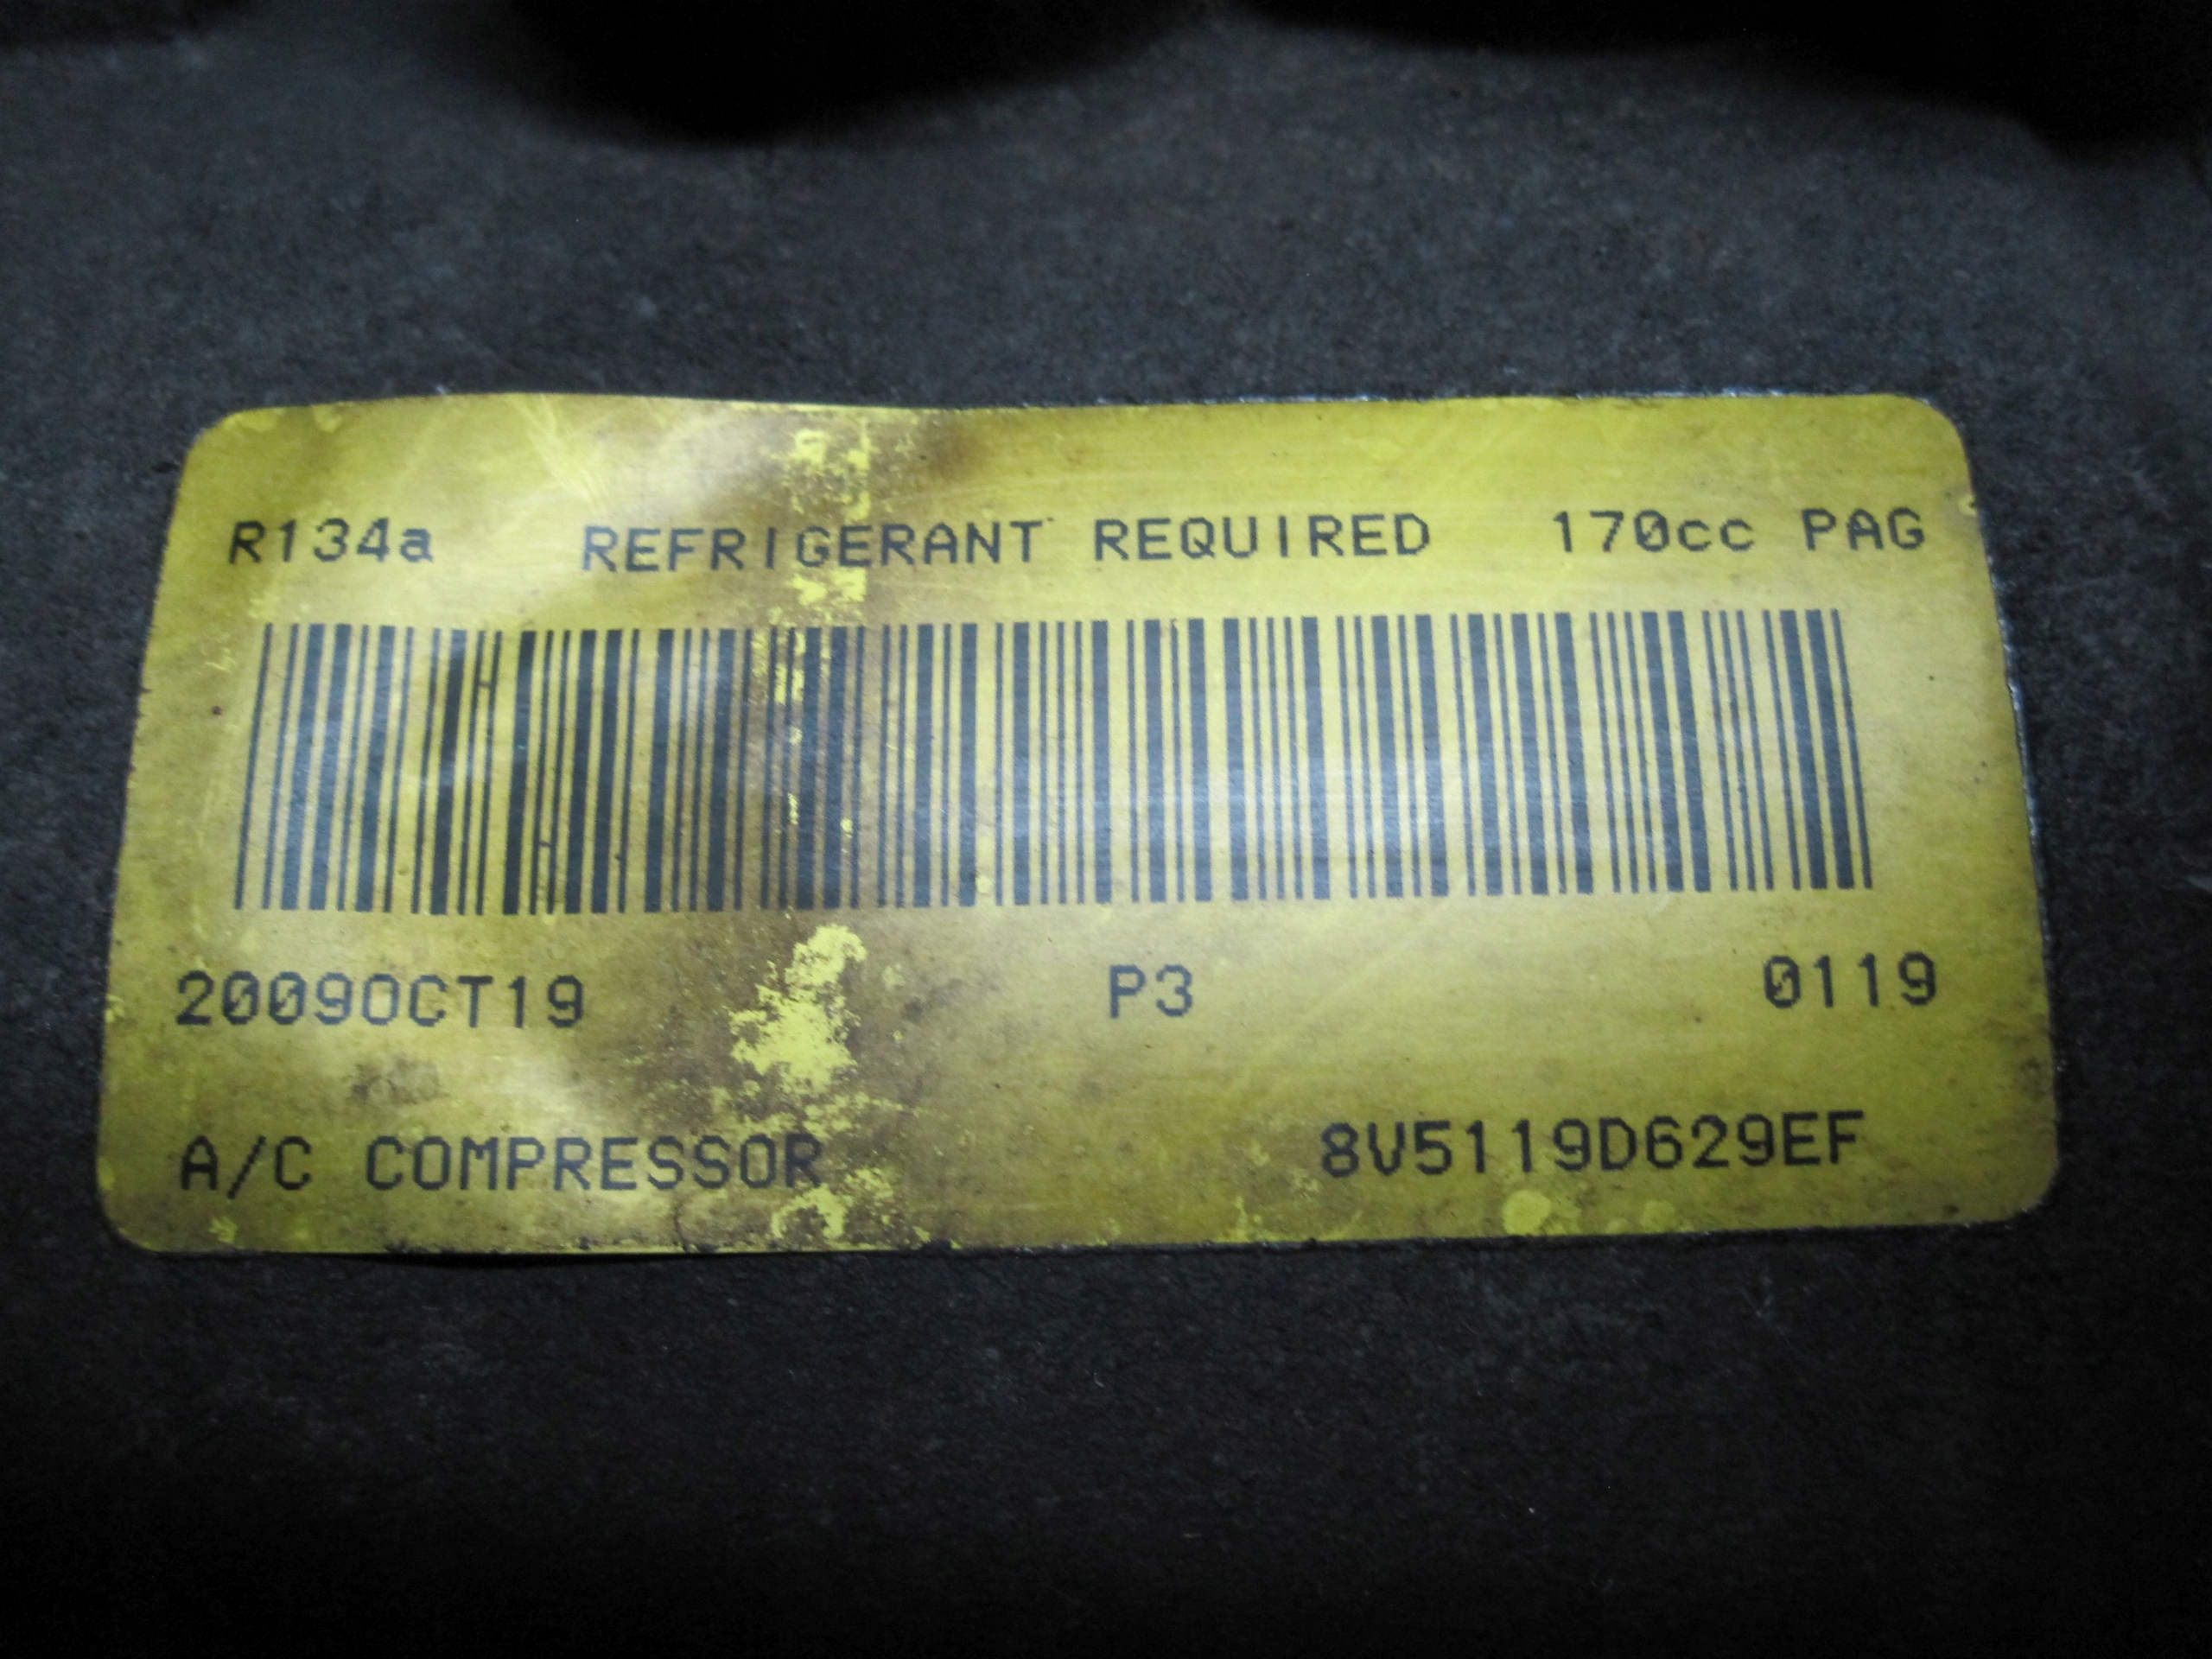 R134a REFRIGERANT REQUIRED 170cc PAG
2009OCT19 P3 0119
A/C COMPRESSOR 8V5119D629EF